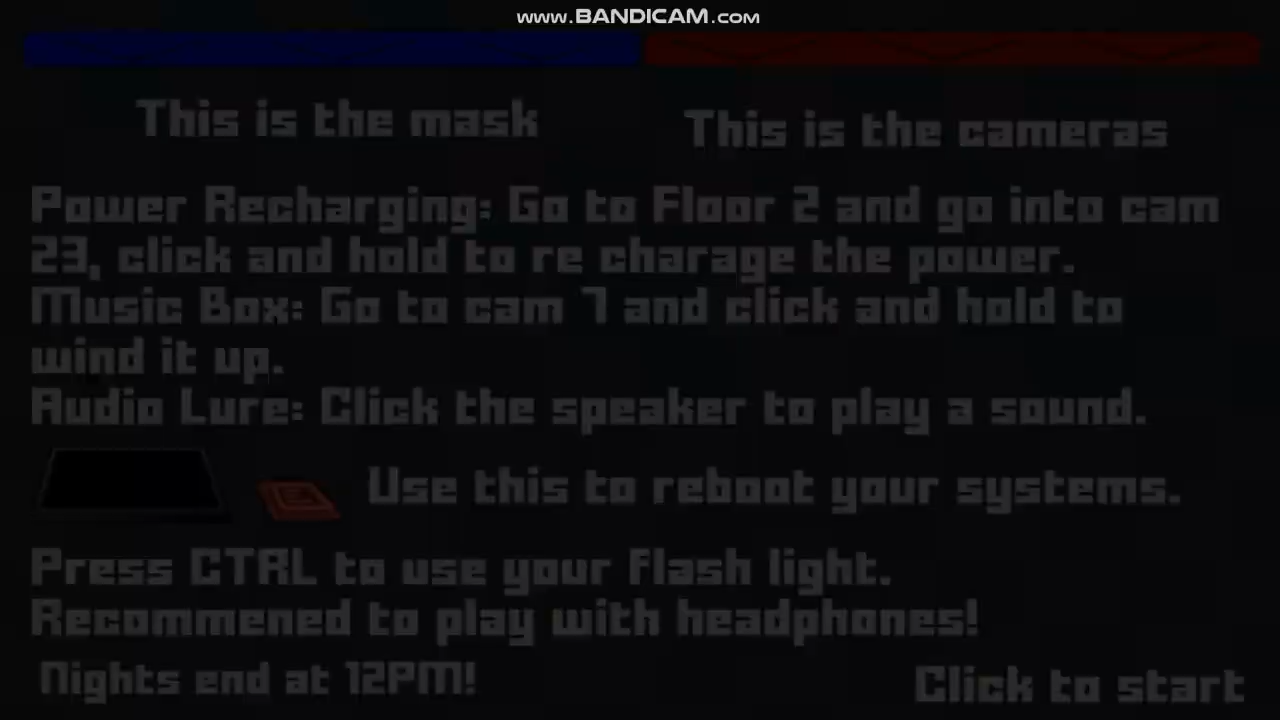 www.BANDICAM.com
This is the mask
This is the cameras
Power Recharging: Go to Floor 2 and go into cam
23, click and hold to re charage the power.
Music Box: Go to cam 7 and click and hold to
wind it up.
Audio Lure: Click the speaker to play a sound.
Use this to reboot your systems.
Press CTRL to use your flash light.
Recommened to play with headphones!
Nights end at 12PM!
Click to start